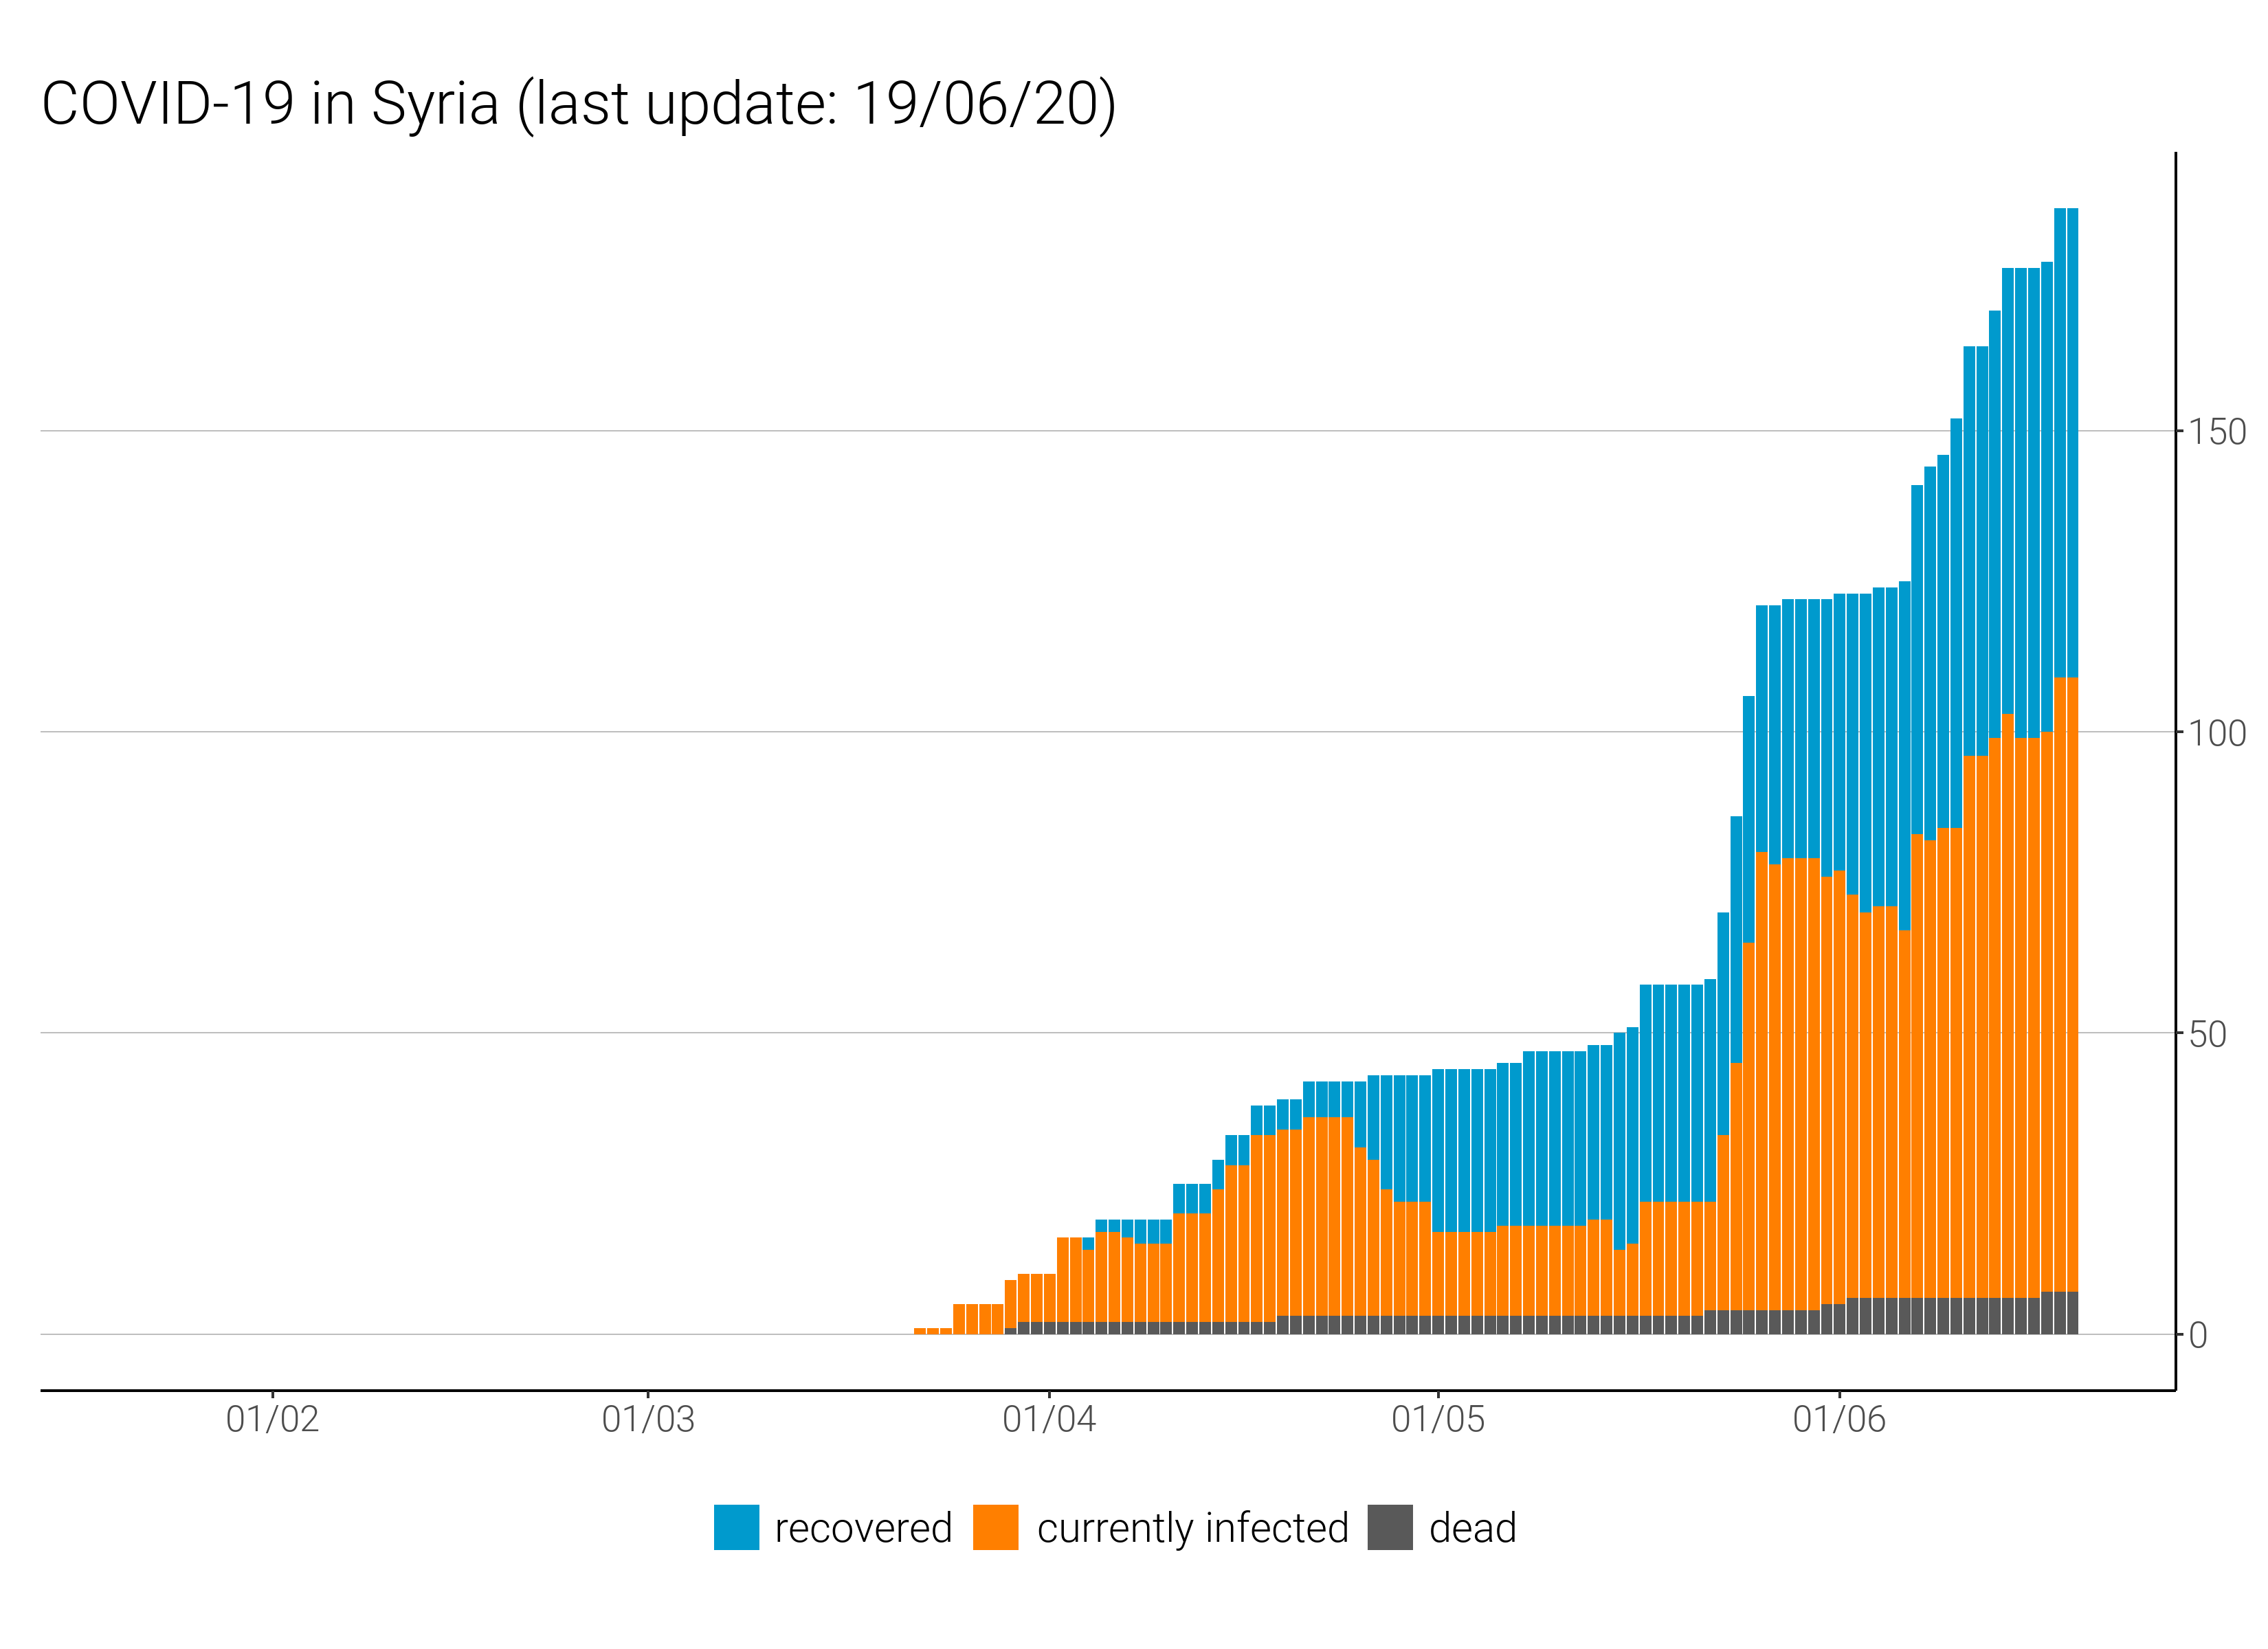 COVID-19 in Syria (last update: 19/06/20)
150
100
50
0
01/02 01/03 01/04 01/05 01/06
recovered currently infected dead